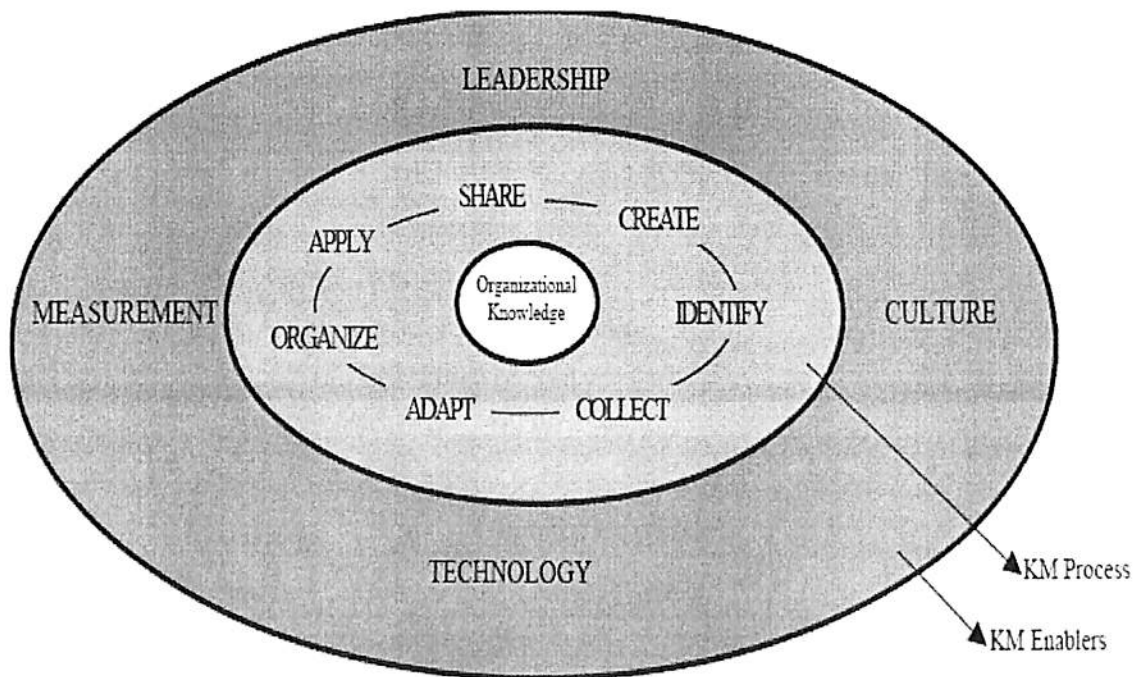 LEADERSHIP
SHARE
CREATE
APPLY
Organizational
Knowledge
MEASUREMENT
IDENTIFY
CULTURE
ORGANIZE
ADAPT
COLLECT
TECHNOLOGY
KM Process
KM Enablers